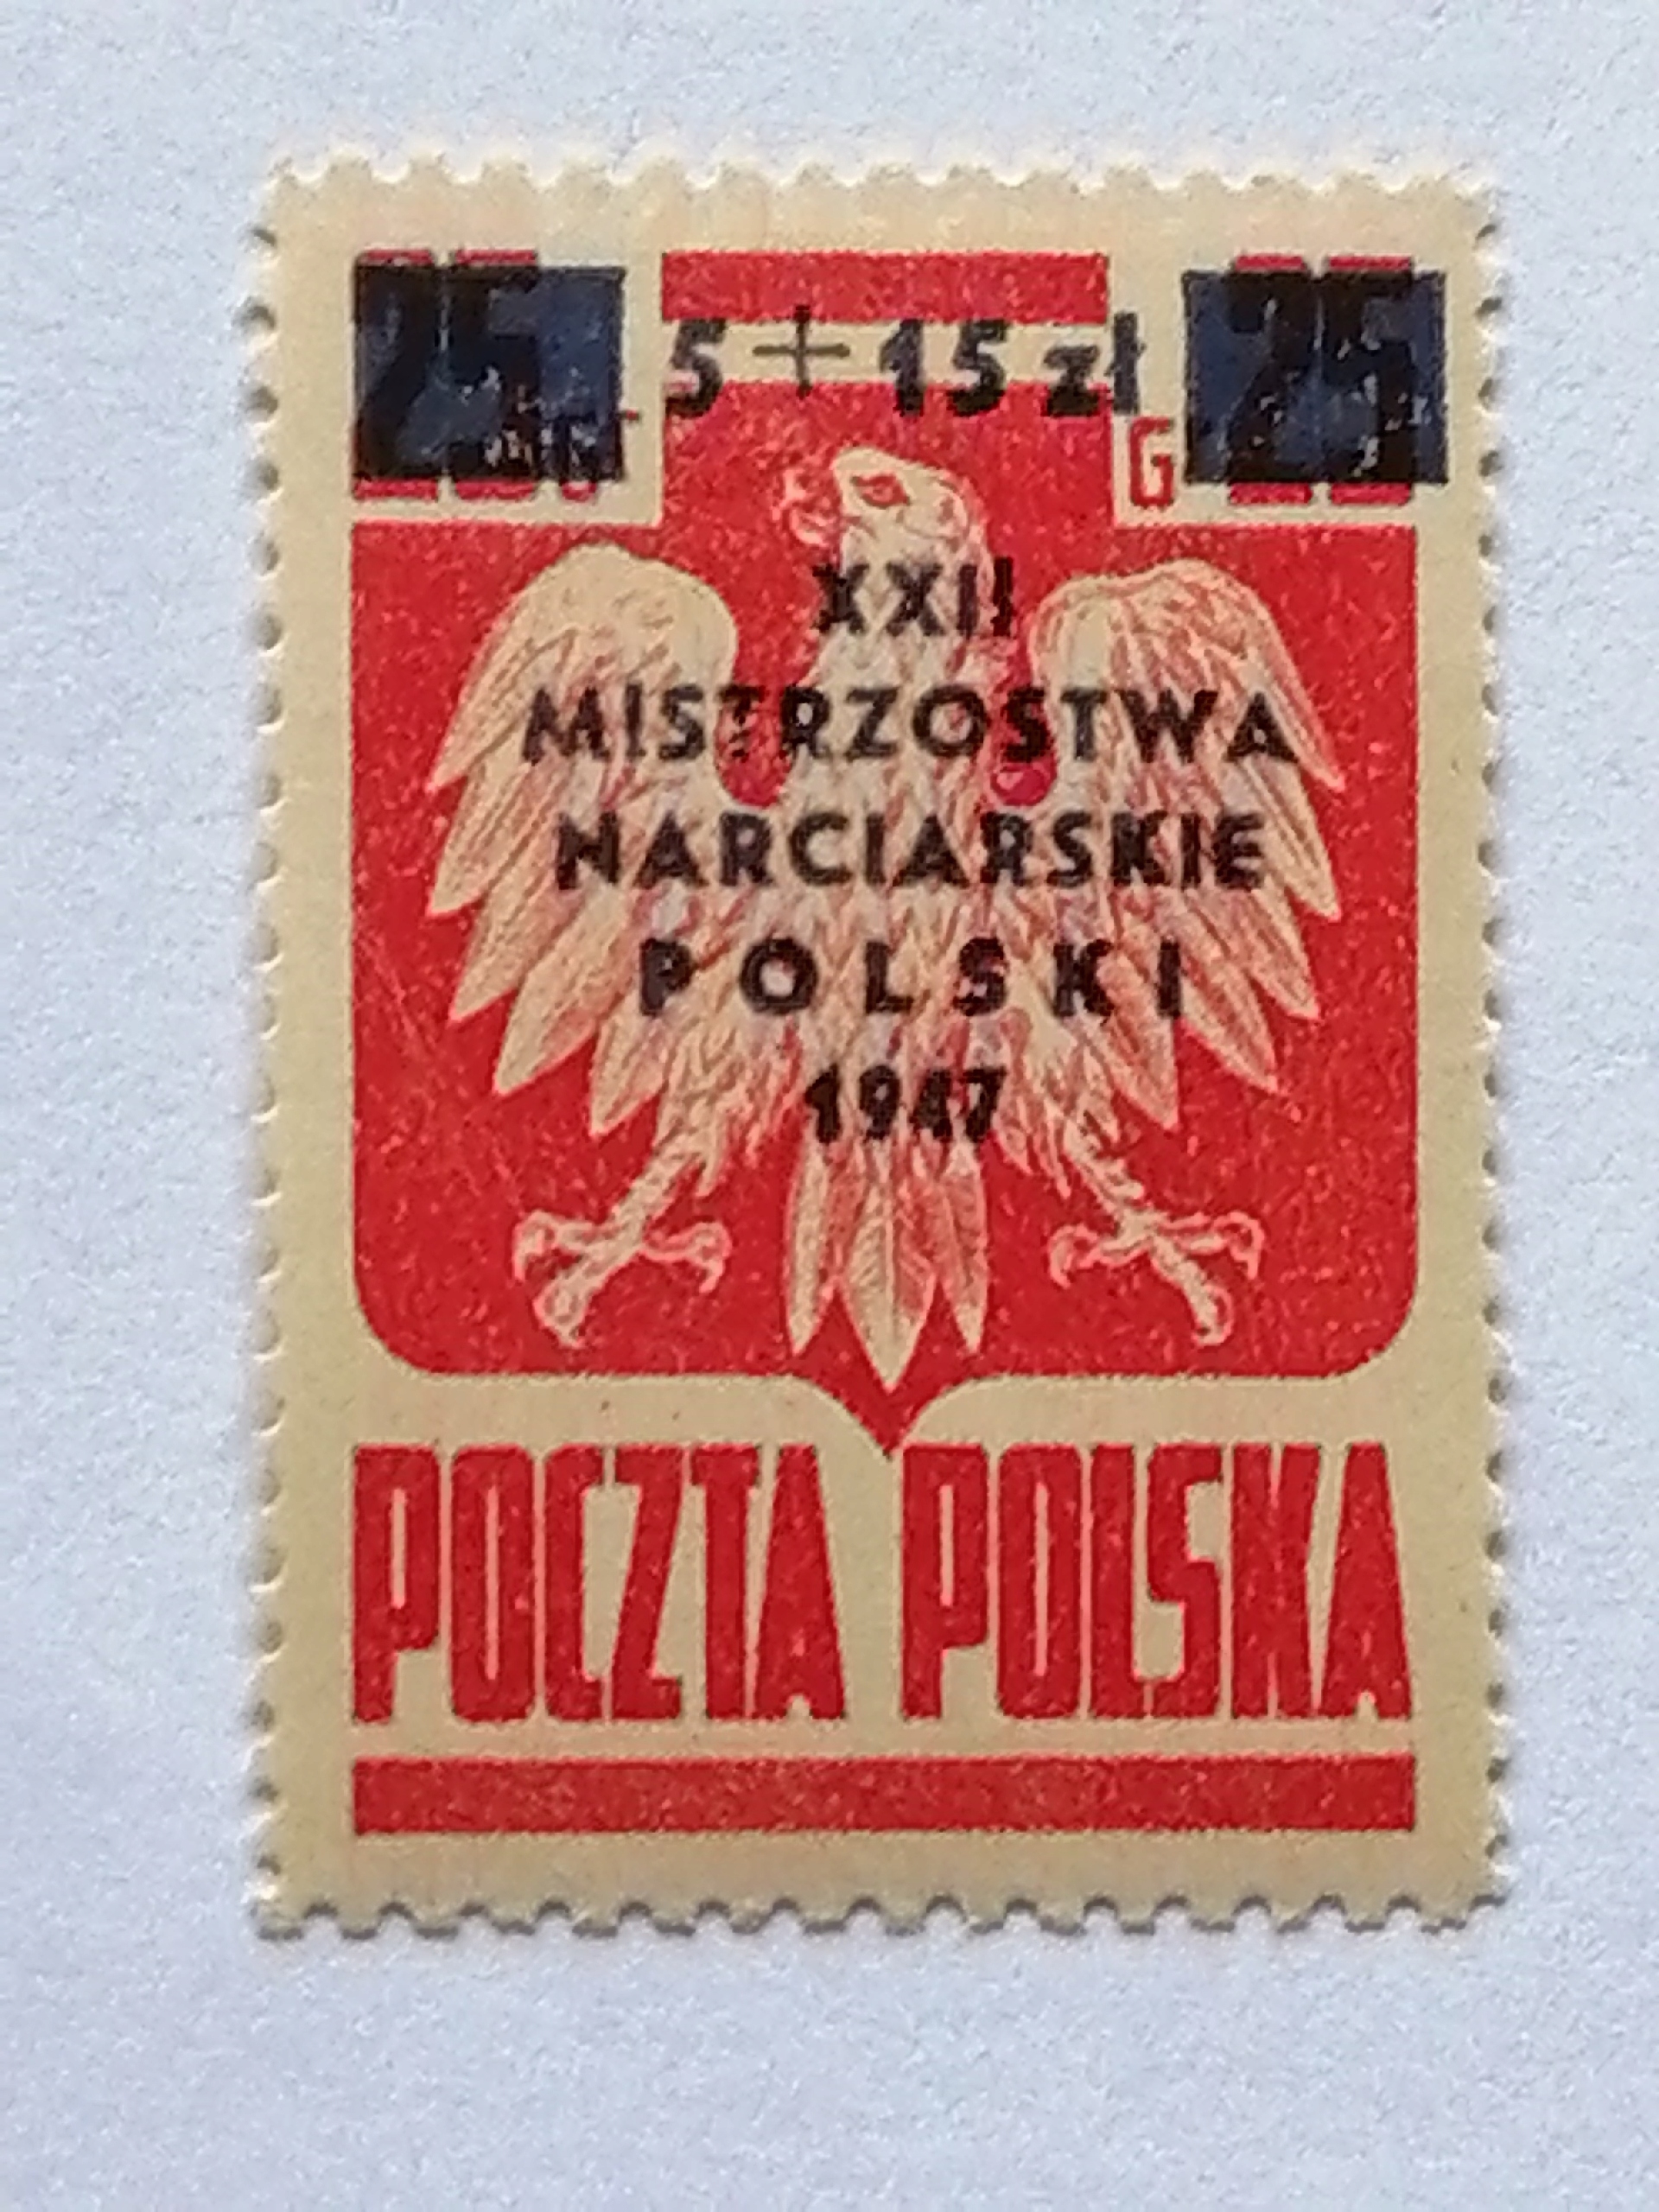 25 5 + 15 zł 25
G
XXII
MISTRZOSTWA
NARCIARSKIE
POLSKI
1947
POCZTA POLSKA